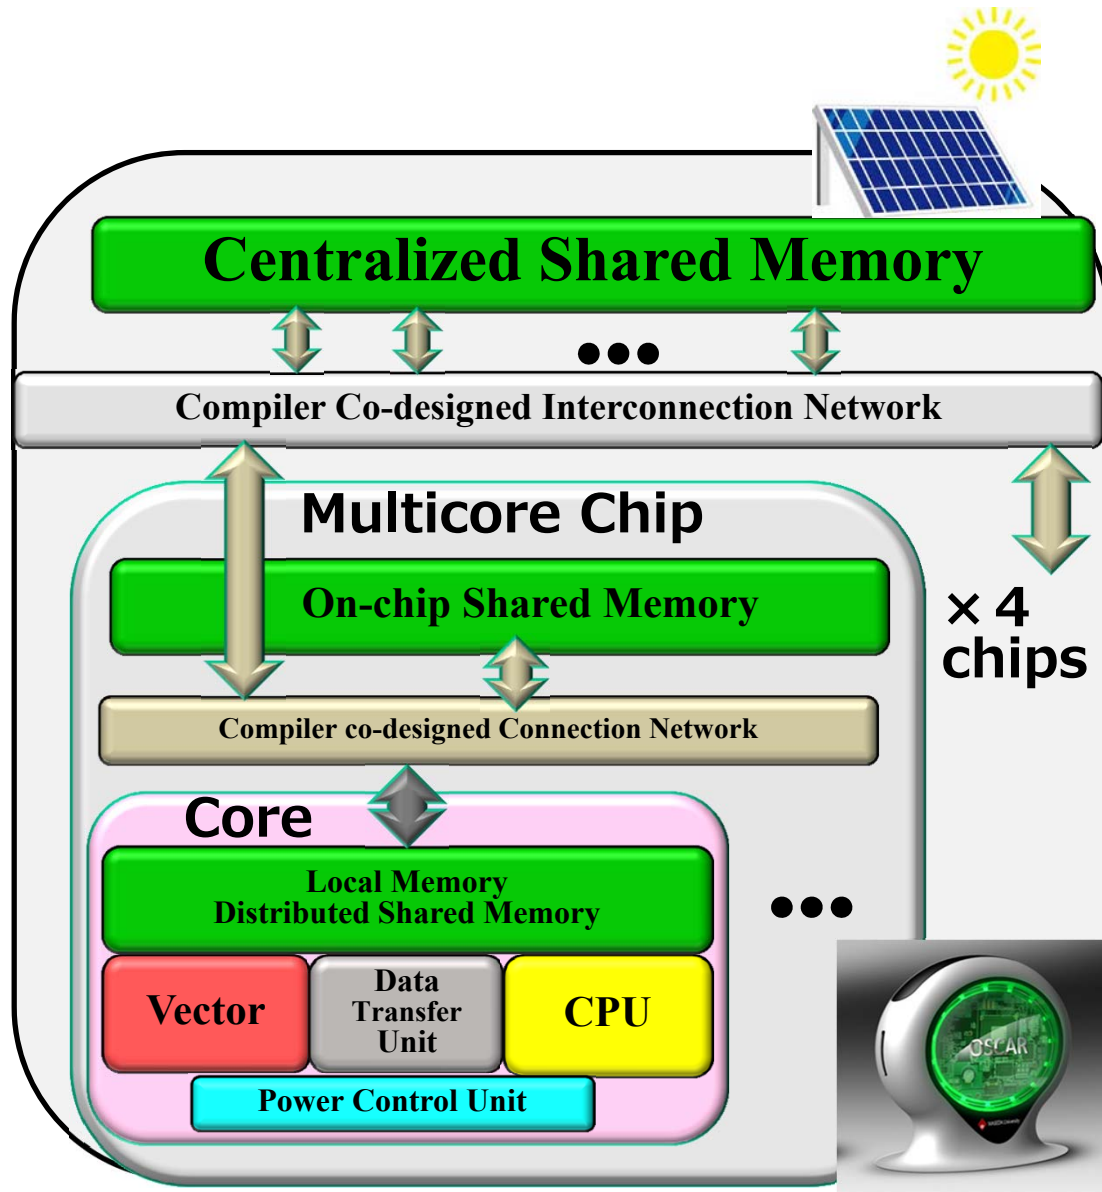 Centralized Shared Memory
Compiler Co-designed Interconnection Network
Multicore Chip
On-chip Shared Memory
×4
chips
Compiler co-designed Connection Network
Core
Local Memory
Distributed Shared Memory
Vector
Data
Transfer
Unit
CPU
Power Control Unit
OSCAR